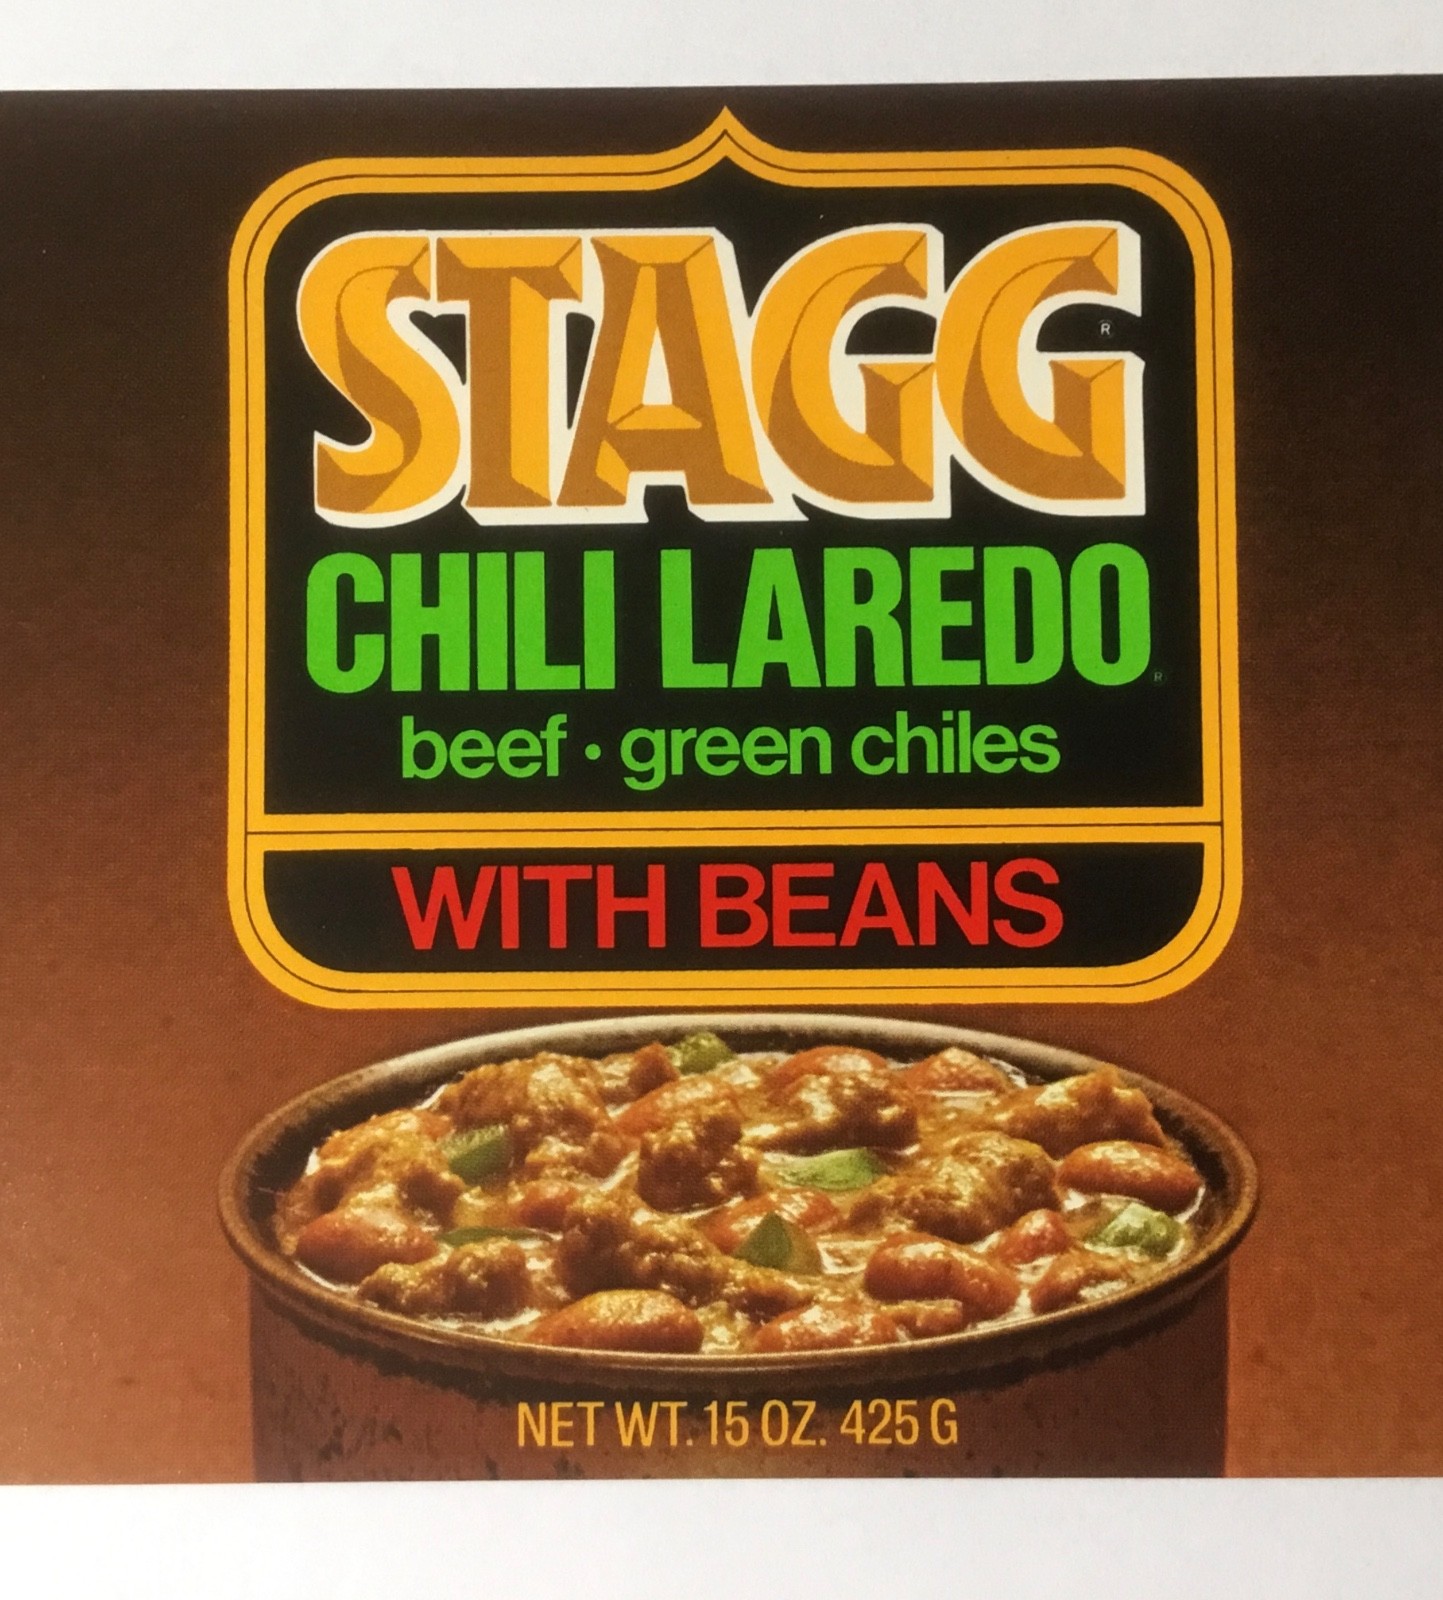 STAGG®
CHILI LAREDO®
beef • green chiles
WITH BEANS
NET WT. 15 OZ. 425 G